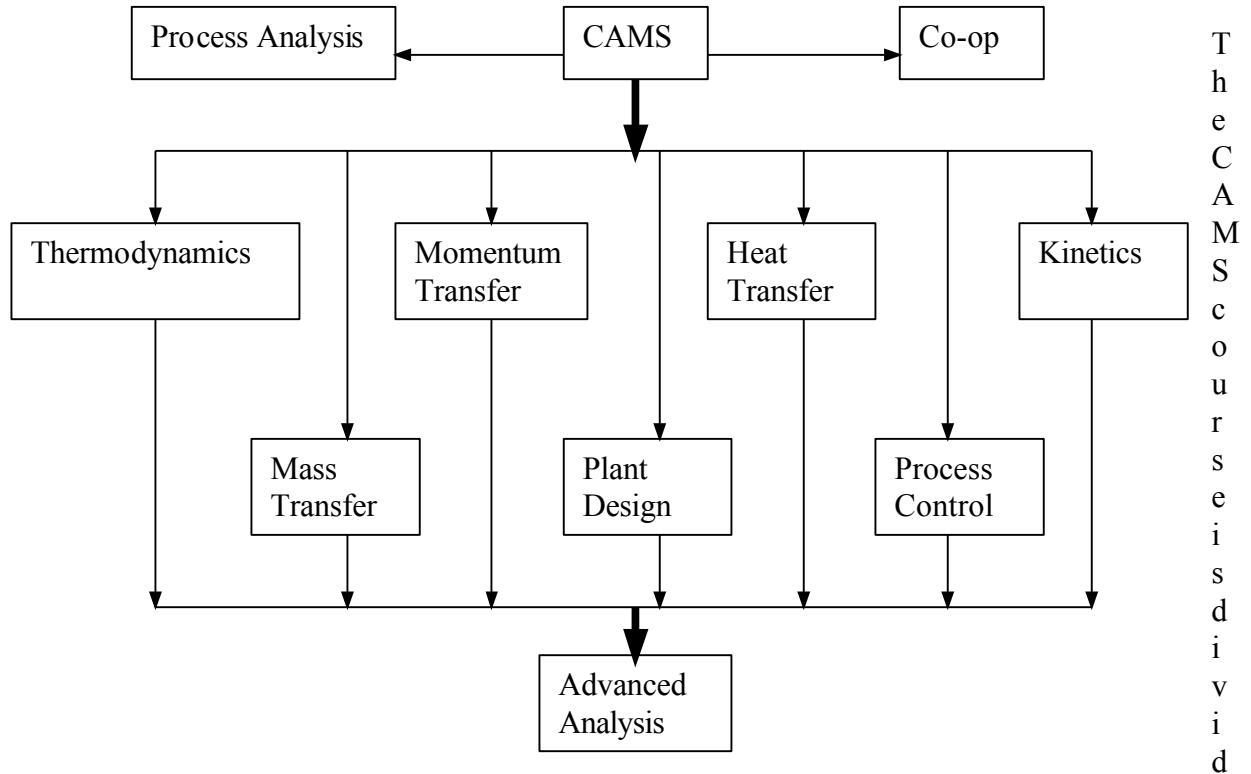 Process Analysis
CAMS
Co-op
Thermodynamics
Momentum
Transfer
Heat
Transfer
Kinetics
Mass
Transfer
Plant
Design
Process
Control
Advanced
Analysis
T
h
e
C
A
M
S
c
o
u
r
s
e
i
s
d
i
v
i
d